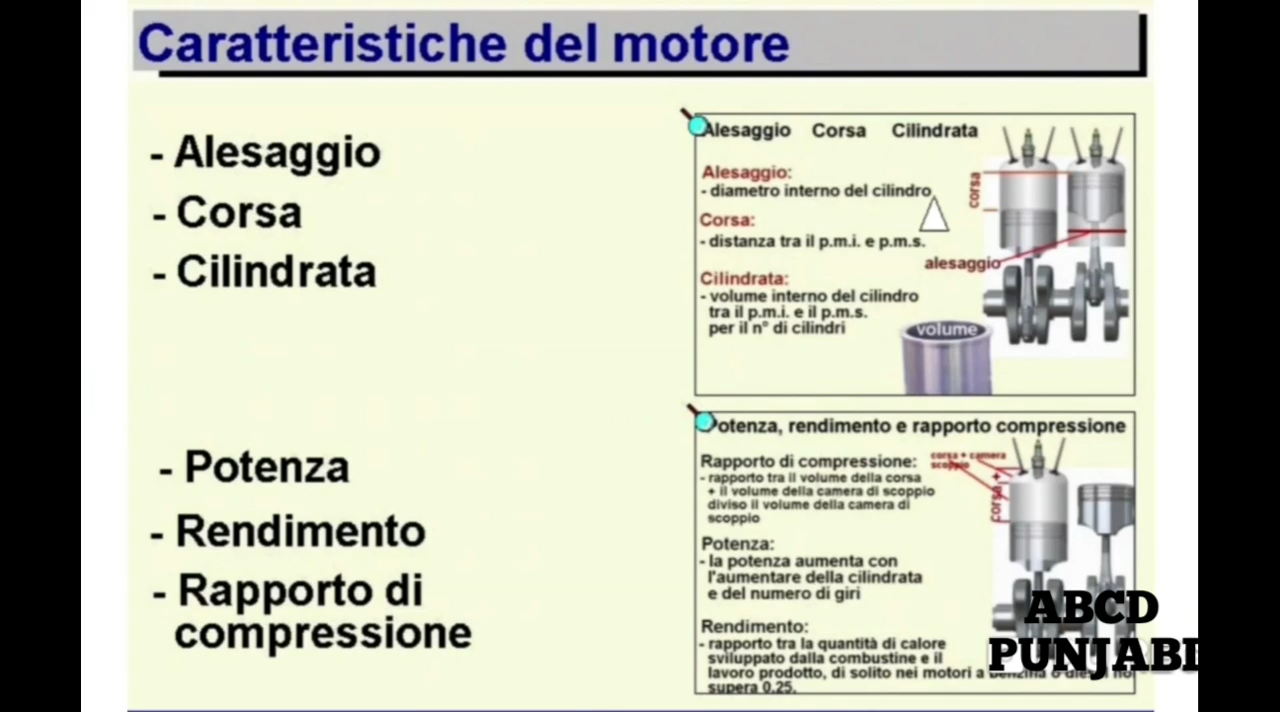 Caratteristiche del motore
- Alesaggio
- Corsa
- Cilindrata
- Potenza
- Rendimento
- Rapporto di
compressione
Alesaggio Corsa Cilindrata
Alesaggio:
- diametro interno del cilindro
Corsa:
- distanza tra il p.m.i. e p.m.s.
Cilindrata:
- volume interno del cilindro
tra il p.m.i. e il p.m.s.
per il n° di cilindri
corsa
alesaggio
volume
Potenza, rendimento e rapporto compressione
Rapporto di compressione:
- rapporto tra il volume della corsa
+ il volume della camera di scoppio
diviso il volume della camera di
scoppio
corsa + camera
scoppio
corsa +
Potenza:
- la potenza aumenta con
l'aumentare della cilindrata
e del numero di giri
Rendimento:
- rapporto tra la quantità di calore
sviluppato dalla combustine e il
lavoro prodotto, di solito nei motori a benzina o
supera 0.25.
ABCD
PUNJABI